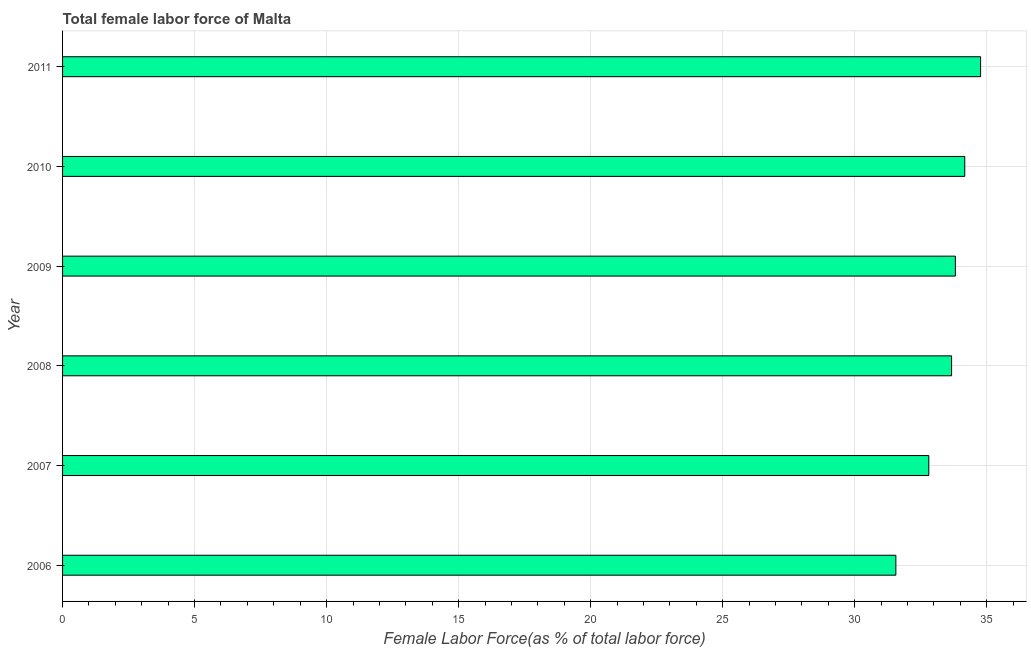 Total female labor force of Malta
2011
2010
2009
2008
2007
2006
Year
0 5 10 15 20 25 30 35
Female Labor Force(as % of total labor force)